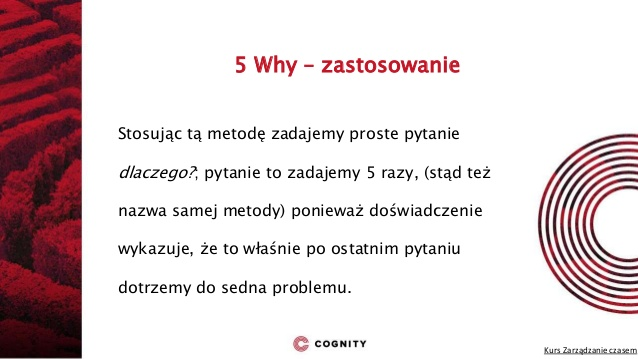 5 Why – zastosowanie
Stosując tą metodę zadajemy proste pytanie
dlaczego?; pytanie to zadajemy 5 razy, (stąd też
nazwa samej metody) ponieważ doświadczenie
wykazuje, że to właśnie po ostatnim pytaniu
dotrzemy do sedna problemu.
COGNITY
Kurs Zarządzanie czasem